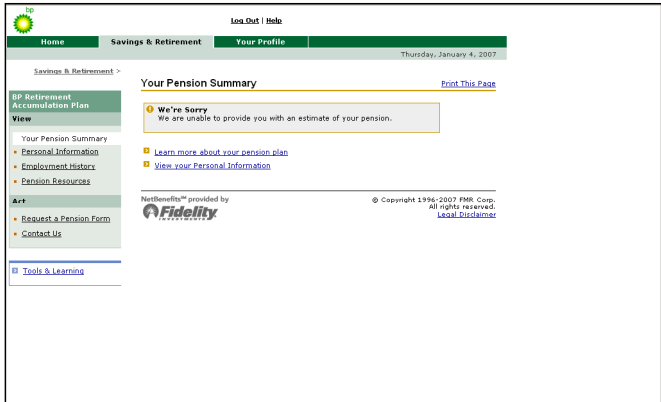 bp
Log Out | Help
Home Savings & Retirement Your Profile
Thursday, January 4, 2007
Savings & Retirement >
Your Pension Summary
Print This Page
BP Retirement
Accumulation Plan
View
Your Pension Summary
Personal Information
Employment History
Pension Resources
Act
Request a Pension Form
Contact Us
Tools & Learning
We're Sorry
We are unable to provide you with an estimate of your pension.
Learn more about your pension plan
View your Personal Information
NetBenefits℠ provided by
Fidelity
INVESTMENTS
© Copyright 1996-2007 FMR Corp.
All rights reserved.
Legal Disclaimer